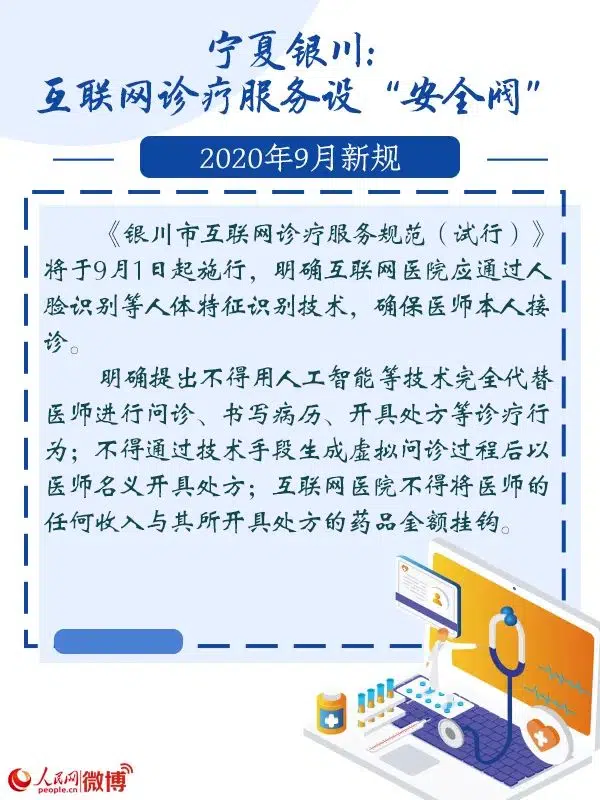 宁夏银川:
互联网诊疗服务设“安全阀”
2020年9月新规
《银川市互联网诊疗服务规范（试行）》
将于9月1日起施行，明确互联网医院应通过人
脸识别等人体特征识别技术，确保医师本人接
诊。
明确提出不得用人工智能等技术完全代替
医师进行问诊、书写病历、开具处方等诊疗行
为；不得通过技术手段生成虚拟问诊过程后以
医师名义开具处方；互联网医院不得将医师的
任何收入与其所开具处方的药品金额挂钩。
人民网 微博
people.cn